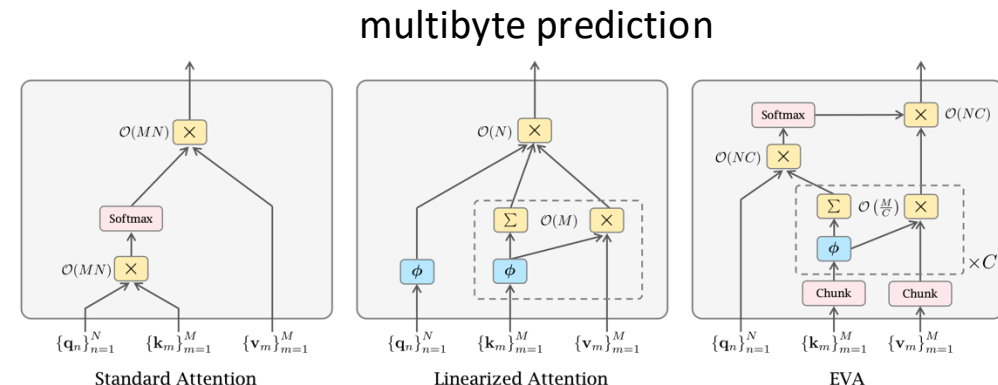 multibyte prediction
𝒪(MN) ×
Softmax
𝒪(MN) ×
{q_n}_{n=1}^N {k_m}_{m=1}^M {v_m}_{m=1}^M
Standard Attention
𝒪(N) ×
Σ 𝒪(M) ×
ϕ ϕ
{q_n}_{n=1}^N {k_m}_{m=1}^M {v_m}_{m=1}^M
Linearized Attention
Softmax × 𝒪(NC)
𝒪(NC) ×
Σ 𝒪(M/C) ×
ϕ
×C
Chunk Chunk
{q_n}_{n=1}^N {k_m}_{m=1}^M {v_m}_{m=1}^M
EVA